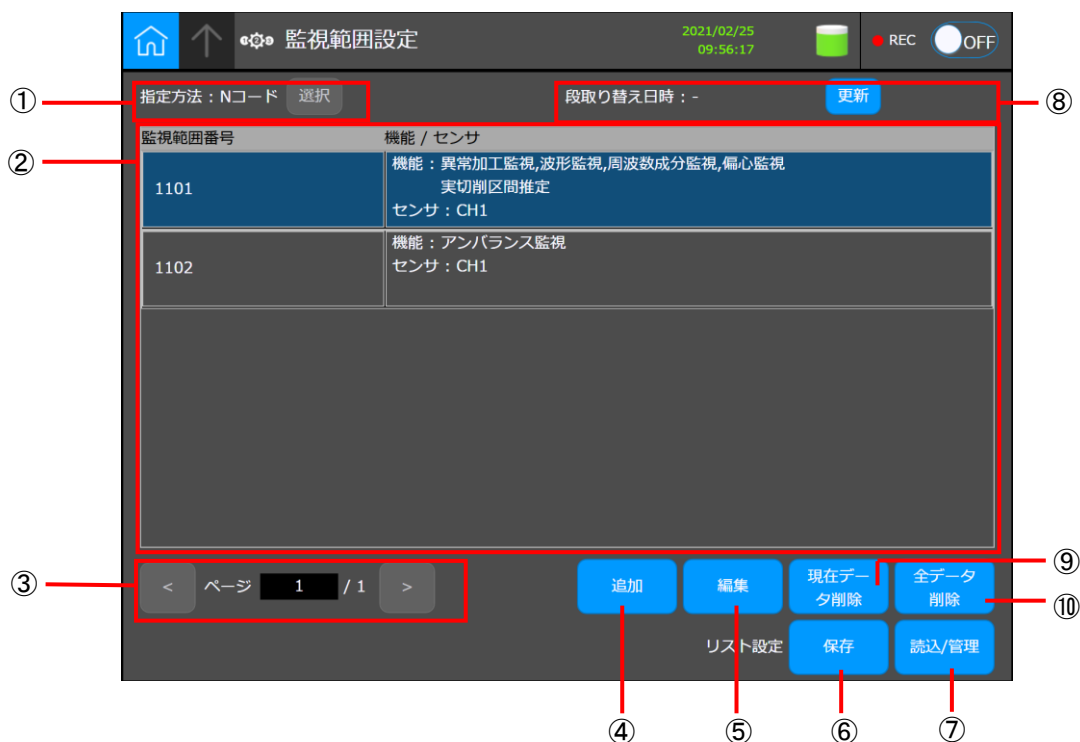 監視範囲設定
2021/02/25
09:56:17
REC
OFF
①
指定方法：Nコード
選択
段取り替え日時：-
更新
⑧
②
監視範囲番号
機能 / センサ
1101
機能：異常加工監視,波形監視,周波数成分監視,偏心監視
実切削区間推定
センサ：CH1
1102
機能：アンバランス監視
センサ：CH1
③
<
ページ
1
/ 1
>
追加
編集
現在デー
タ削除
全データ
削除
⑨
⑩
リスト設定
保存
読込/管理
④
⑤
⑥
⑦